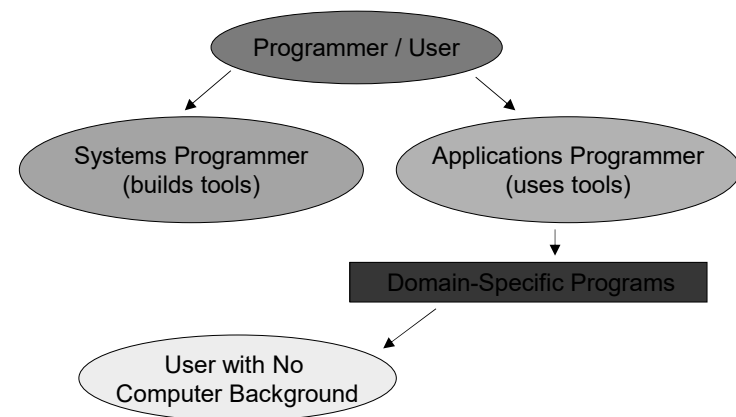 Programmer / User
Systems Programmer
(builds tools)
Applications Programmer
(uses tools)
Domain-Specific Programs
User with No
Computer Background